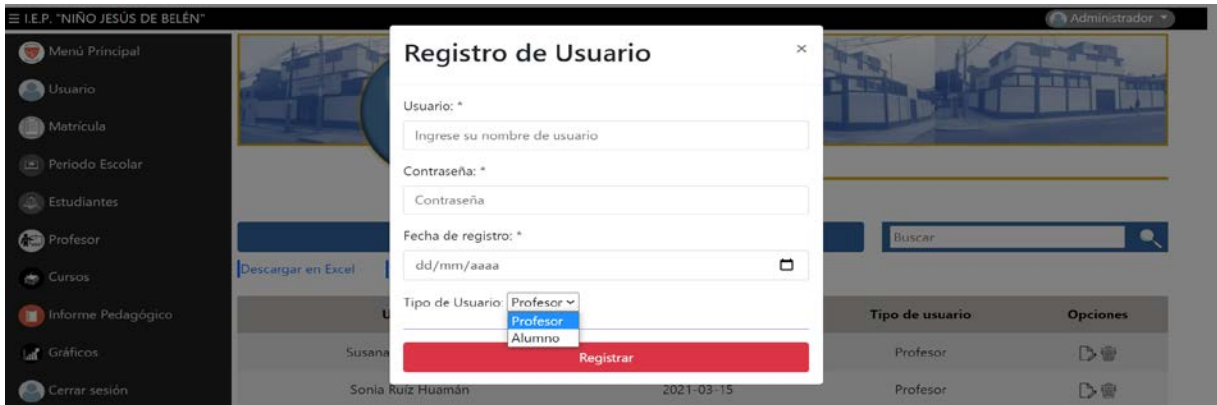 ☰ I.E.P. "NIÑO JESÚS DE BELÉN"
Administrador
Menú Principal
Usuario
Matrícula
Periodo Escolar
Estudiantes
Profesor
Cursos
Informe Pedagógico
Gráficos
Cerrar sesión
Registro de Usuario ×
Usuario: *
Ingrese su nombre de usuario
Contraseña: *
Contraseña
Fecha de registro: *
dd/mm/aaaa
Tipo de Usuario: Profesor
Profesor
Alumno
Registrar
Buscar
Descargar en Excel
Tipo de usuario Opciones
Susana Profesor
Sonia Ruíz Huamán 2021-03-15 Profesor